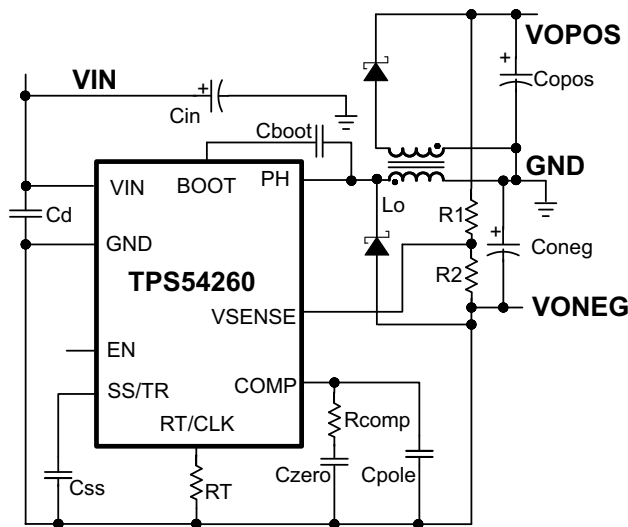 VOPOS
VIN
+
Copos
+
Cin
Cboot
GND
VIN
BOOT
PH
Lo
R1
Cd
GND
+
Coneg
TPS54260
R2
VSENSE
VONEG
EN
SS/TR
COMP
Rcomp
RT/CLK
Czero
Cpole
Css
RT